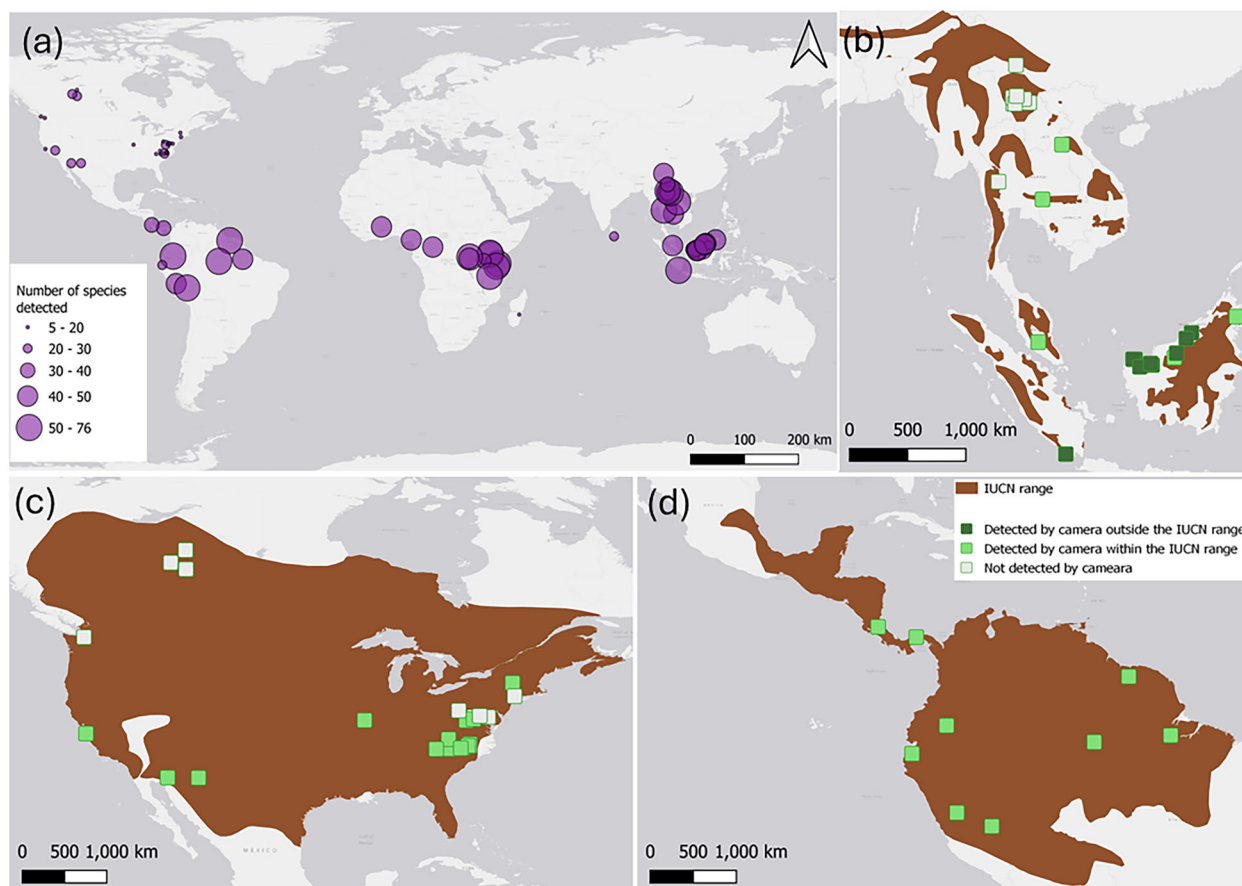 (a)
Number of species
detected
5 - 20
20 - 30
30 - 40
40 - 50
50 - 76
0 100 200 km
(b)
0 500 1,000 km
(c)
MEXICO
0 500 1,000 km
(d)
IUCN range
Detected by camera outside the IUCN range
Detected by camera within the IUCN range
Not detected by cameara
0 500 1,000 km